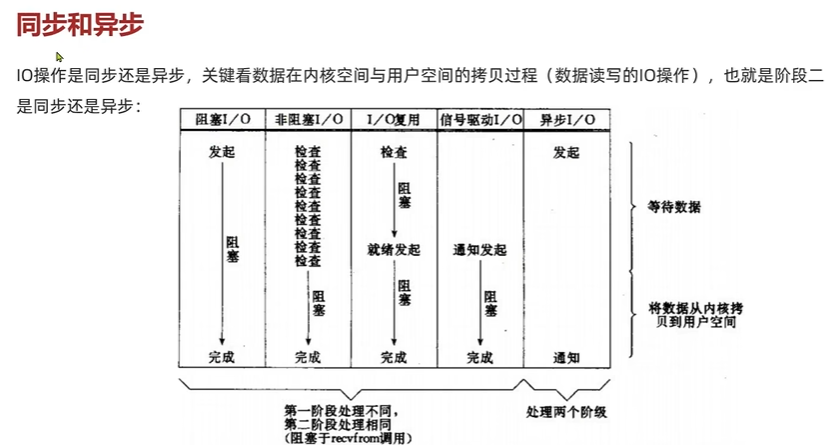 同步和异步
IO操作是同步还是异步，关键看数据在内核空间与用户空间的拷贝过程（数据读写的IO操作），也就是阶段二
是同步还是异步：
阻塞I/O 非阻塞I/O I/O复用 信号驱动I/O 异步I/O
发起 检查 检查 发起
检查
检查
检查
检查
检查
检查
检查
检查
阻塞
阻塞
等待数据
就绪发起 通知发起
阻塞 阻塞 阻塞
将数据从内核拷
贝到用户空间
完成 完成 完成 完成 通知
第一阶段处理不同，
第二阶段处理相同
（阻塞于recvfrom调用）
处理两个阶级